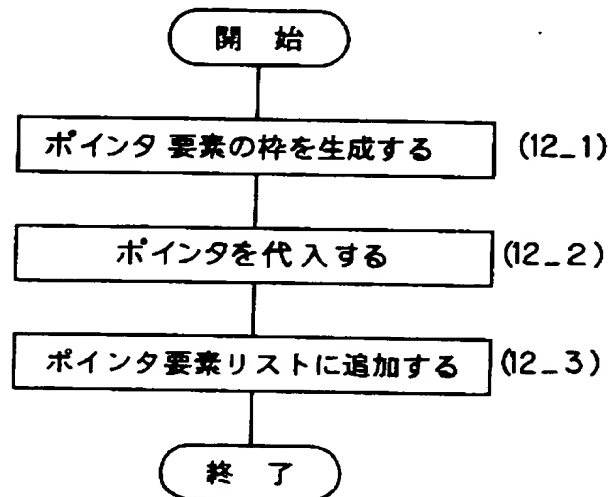 開 始
ポインタ要素の枠を生成する (12_1)
ポインタを代入する (12_2)
ポインタ要素リストに追加する (12_3)
終 了